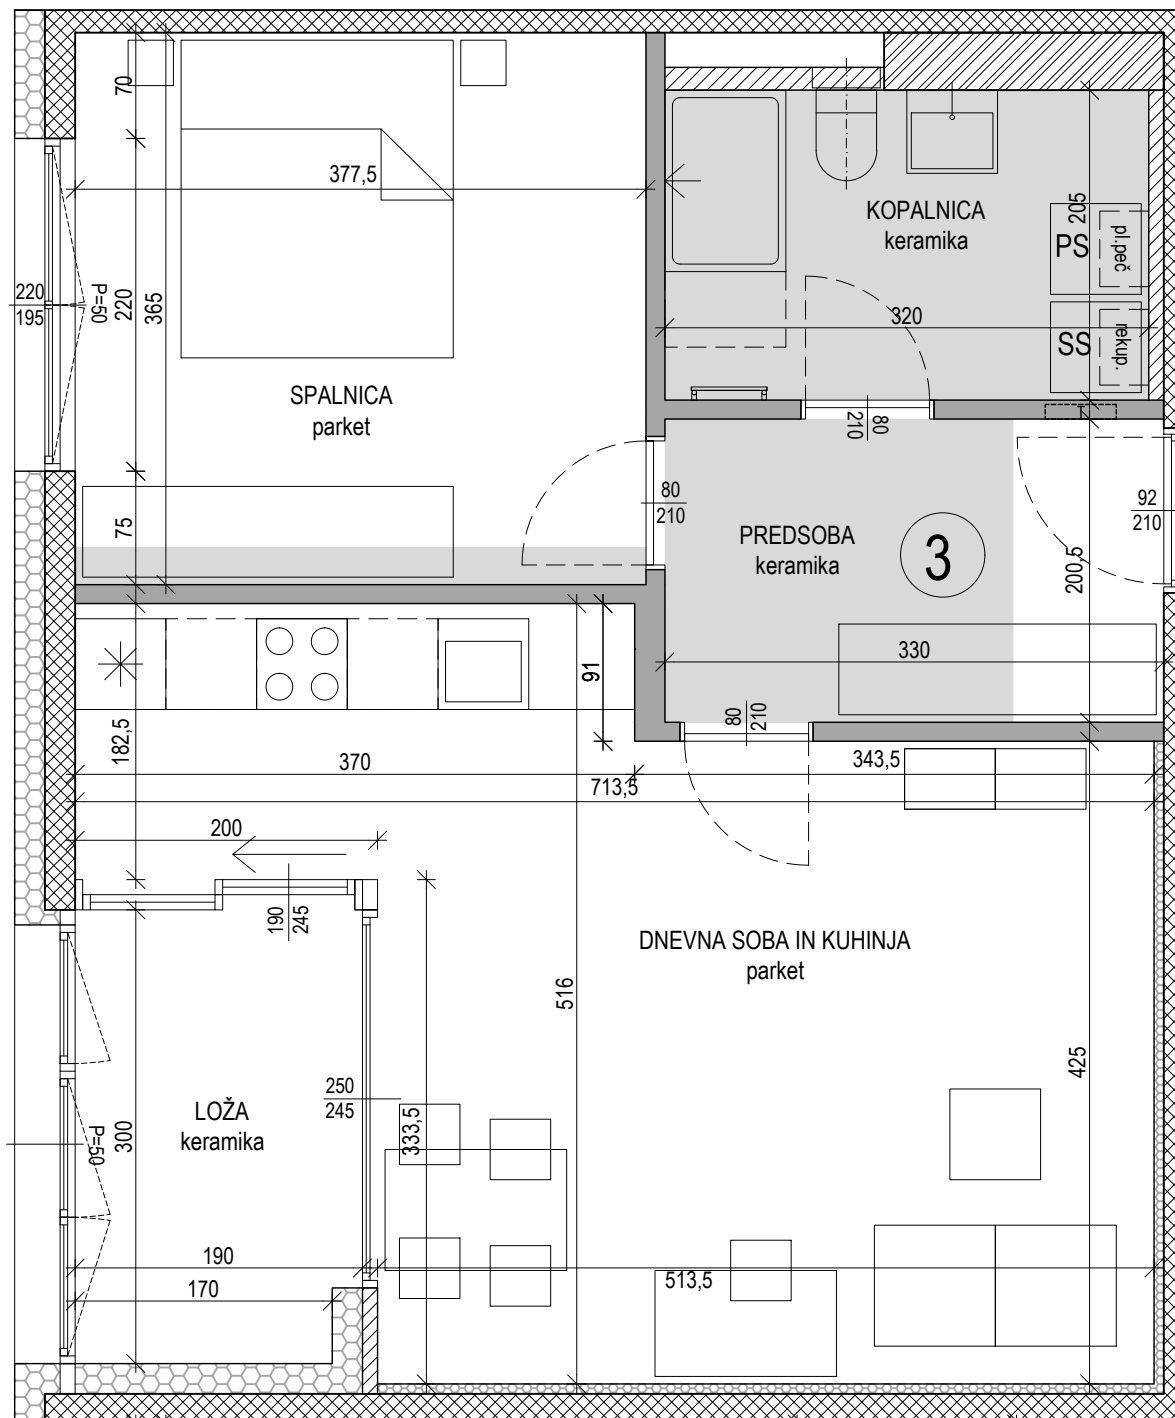 70
377,5
KOPALNICA
keramika
205
PS
pl.peč
220
195
P=50
220
365
320
SS
rekup.
SPALNICA
parket
80
210
T
75
80
210
PREDSOBA
keramika
3
92
210
200,5
91
330
182,5
80
210
370
343,5
713,5
200
190
245
DNEVNA SOBA IN KUHINJA
parket
516
425
250
245
LOŽA
keramika
P=50
300
333,5
190
513,5
170